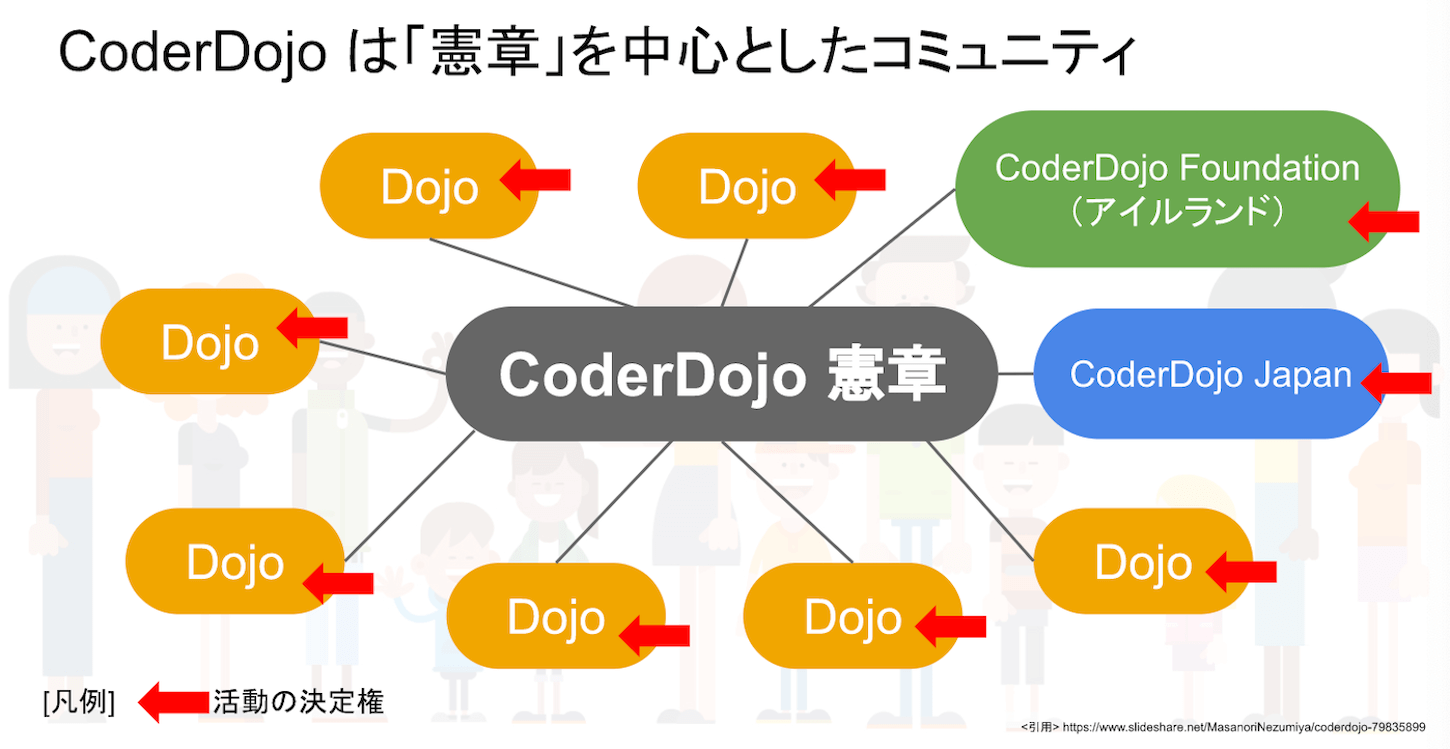 CoderDojo は「憲章」を中心としたコミュニティ
Dojo
Dojo
CoderDojo Foundation
（アイルランド）
Dojo
CoderDojo 憲章
CoderDojo Japan
Dojo
Dojo
Dojo
Dojo
[凡例] 活動の決定権
<引用> https://www.slideshare.net/MasanoriNezumiya/coderdojo-79835899